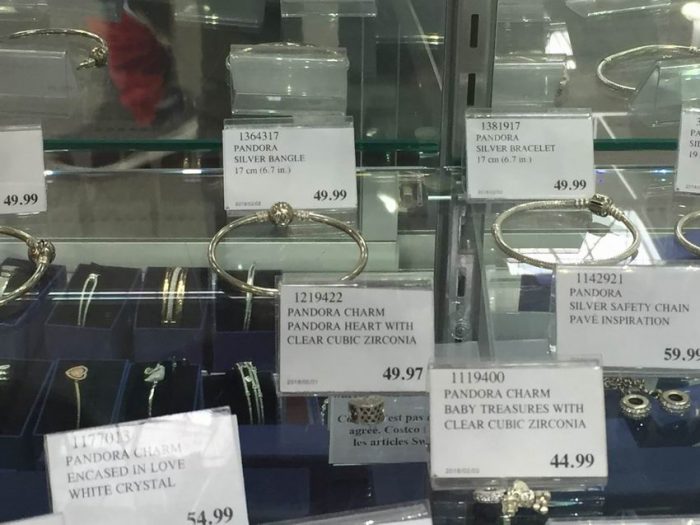 49.99
1364317
PANDORA
SILVER BANGLE
17 cm (6.7 in.)
49.99
1381917
PANDORA
SILVER BRACELET
17 cm (6.7 in.)
49.99
1219422
PANDORA CHARM
PANDORA HEART WITH
CLEAR CUBIC ZIRCONIA
49.97
1142921
PANDORA
SILVER SAFETY CHAIN
PAVE INSPIRATION
59.99
1119400
PANDORA CHARM
BABY TREASURES WITH
CLEAR CUBIC ZIRCONIA
44.99
1177013
PANDORA CHARM
ENCASED IN LOVE
WHITE CRYSTAL
54.99
est pas
agréé. Costco
les articles Sw